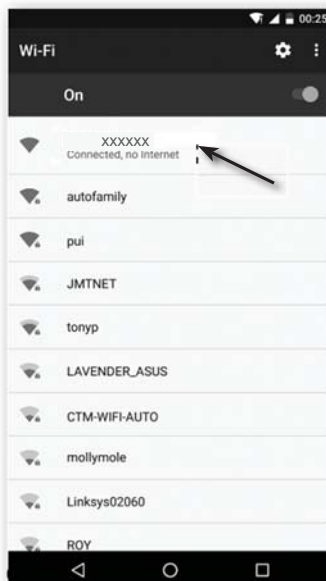 00:25
Wi-Fi
On
XXXXXX
Connected, no Internet
autofamily
pui
JMTNET
tonyp
LAVENDER_ASUS
CTM-WIFI-AUTO
mollymole
Linksys02060
ROY